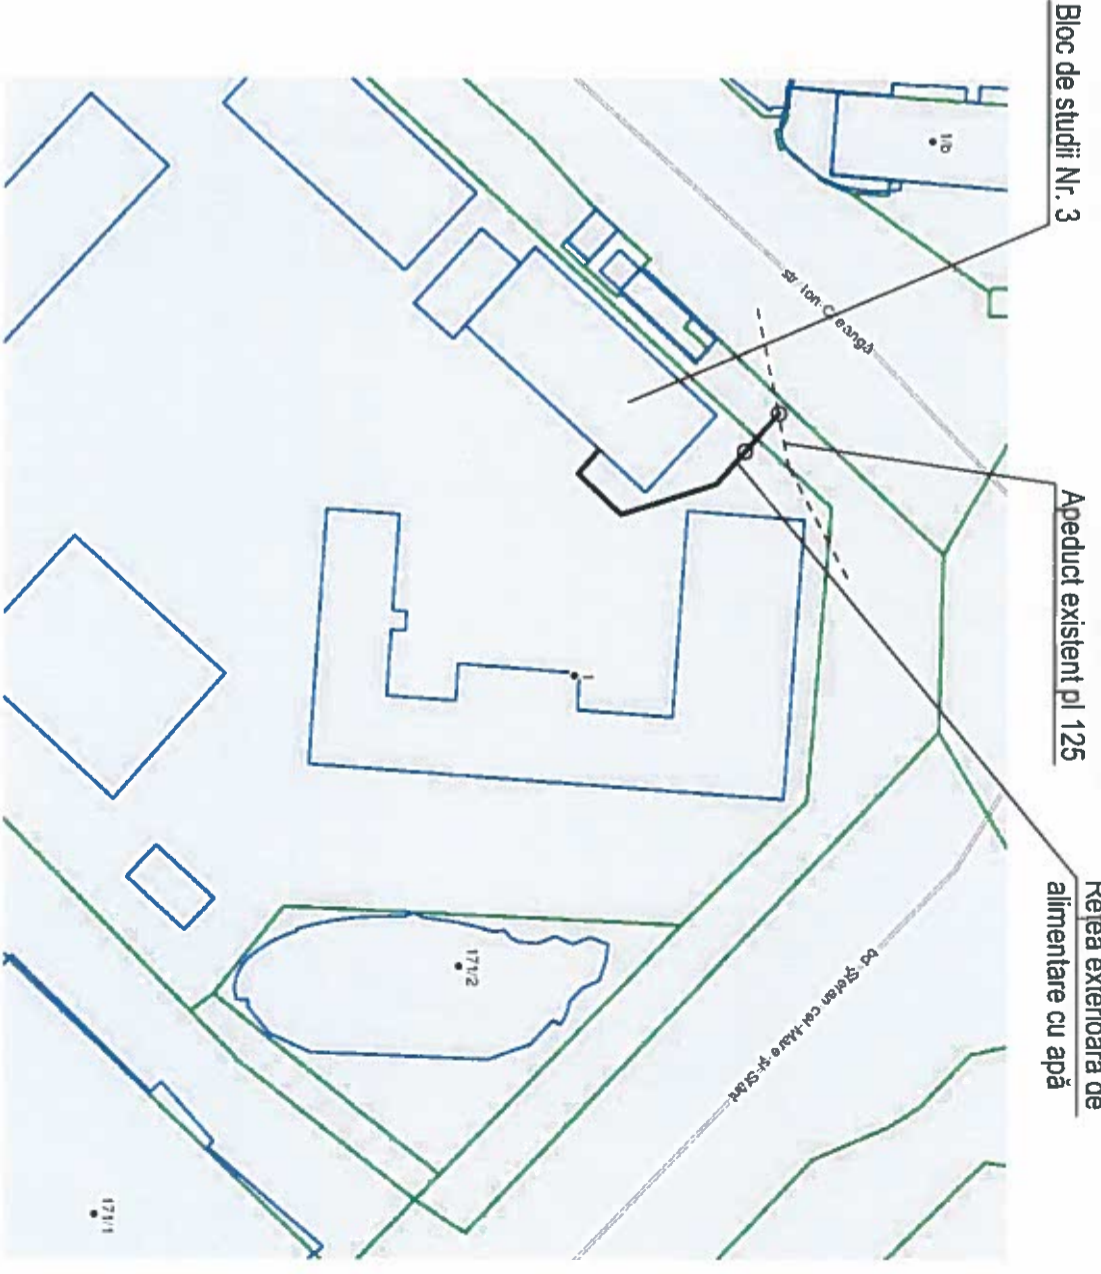 Bloc de studii Nr. 3
Apeduct existent pl 125
Rețea exterioară de
alimentare cu apă
1/b
str. Ion Creangă
1
171/2
bd. Ștefan cel Mare și Sfânt
171/1